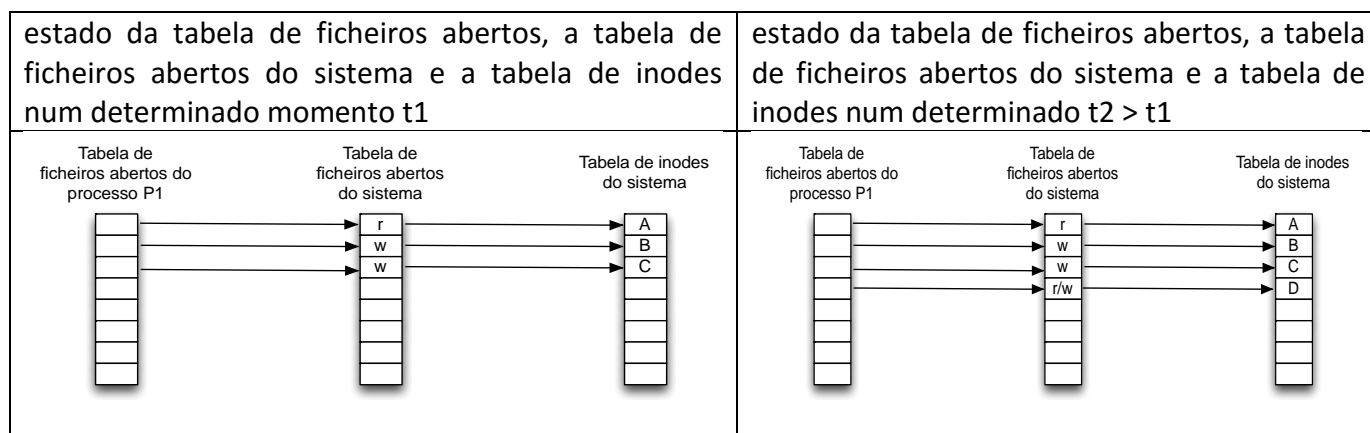 estado da tabela de ficheiros abertos, a tabela de
ficheiros abertos do sistema e a tabela de inodes
num determinado momento t1
estado da tabela de ficheiros abertos, a tabela
de ficheiros abertos do sistema e a tabela de
inodes num determinado t2 > t1
Tabela de
ficheiros abertos do
processo P1
Tabela de
ficheiros abertos
do sistema
Tabela de inodes
do sistema
r
A
w
B
w
C
Tabela de
ficheiros abertos do
processo P1
Tabela de
ficheiros abertos
do sistema
Tabela de inodes
do sistema
r
A
w
B
w
C
r/w
D